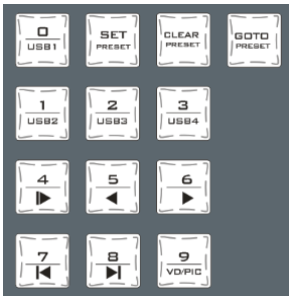 0
USB1
SET
PRESET
CLEAR
PRESET
GOTO
PRESET
1
USB2
2
USB3
3
USB4
4
5
6
7
8
9
VD/PIC